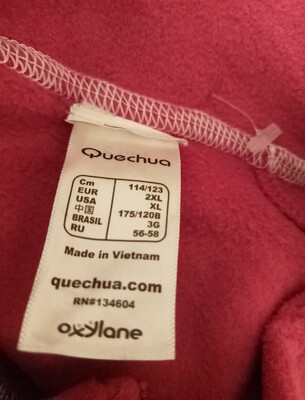 Quechua
Cm 114/123
EUR 2XL
USA XL
中国 175/120B
BRASIL 3G
RU 56-58
Made in Vietnam
quechua.com
RN#134604
oxylane